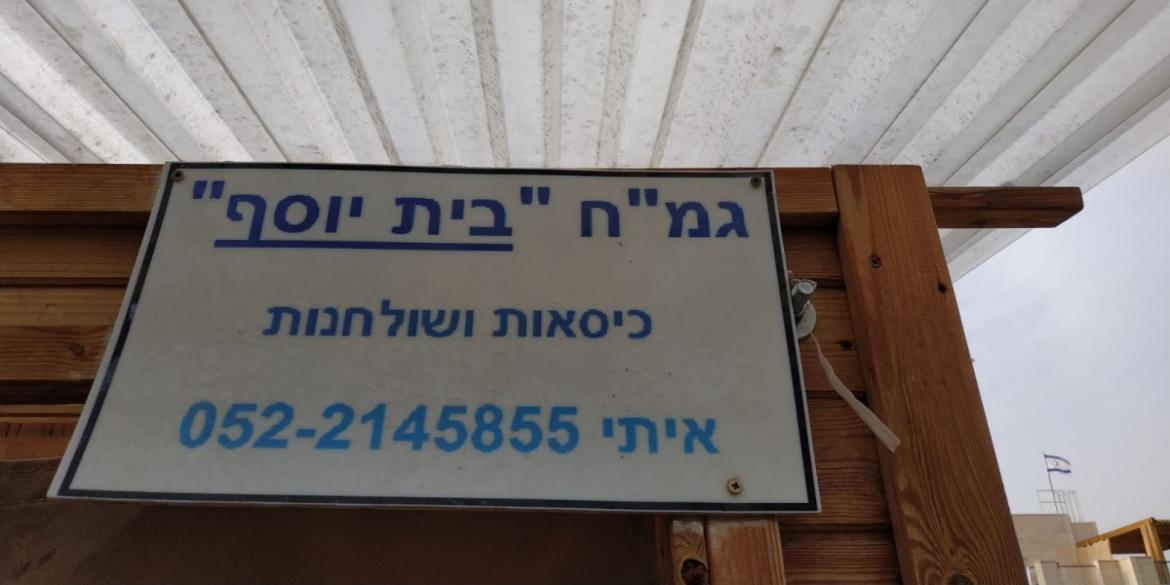 גמ"ח "בית יוסף"
כיסאות ושולחנות
איתי 052-2145855